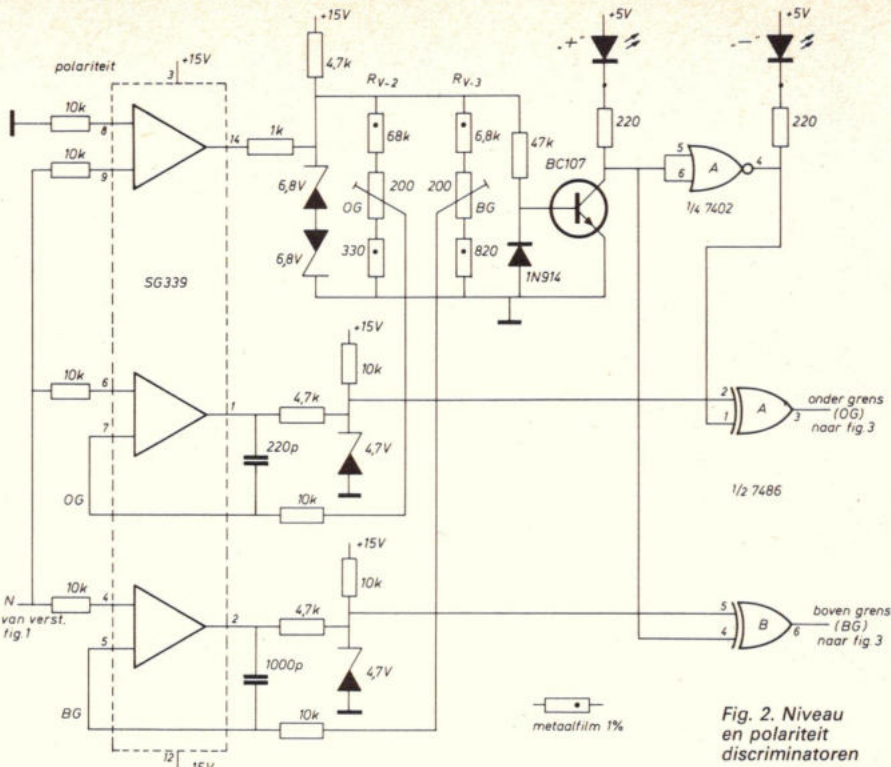 +15V
+5V
+5V
polariteit
+15V
3
4,7k
R V-2
R V-3
"+"
"-"
10k
8
68k
6,8k
47k
220
220
14
1k
BC107
5
A
4
10k
9
6
6,8V
200
200
1/4 7402
OG
BG
6,8V
330
820
1N914
SG339
+15V
10k
10k
6
2
A
3
onder grens
1
4,7k
1
(OG)
naar fig.3
7
220p
4,7V
1/2 7486
OG
10k
+15V
10k
N
10k
4
5
B
6
boven grens
van verst.
fig.1
2
4,7k
4
(BG)
naar fig.3
5
1000p
4,7V
BG
10k
metaalfilm 1%
12
15V
Fig. 2. Niveau
en polariteit
discriminatoren